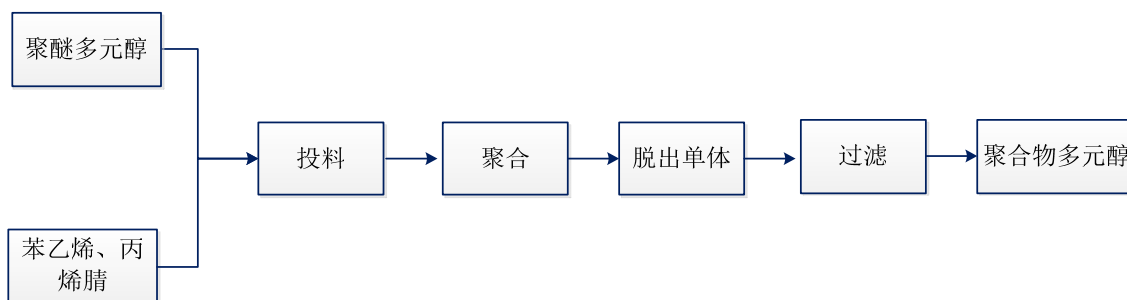 聚醚多元醇
投料
聚合
脱出单体
过滤
聚合物多元醇
苯乙烯、丙
烯腈